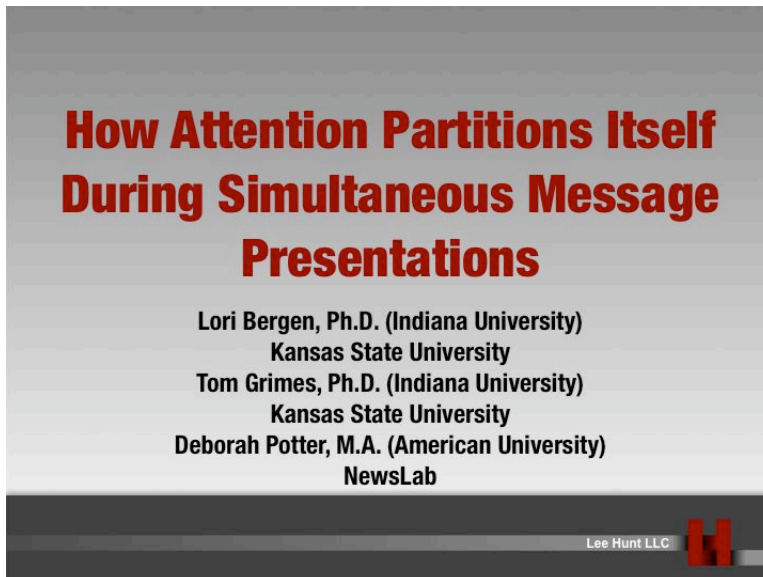 How Attention Partitions Itself
During Simultaneous Message
Presentations
Lori Bergen, Ph.D. (Indiana University)
Kansas State University
Tom Grimes, Ph.D. (Indiana University)
Kansas State University
Deborah Potter, M.A. (American University)
NewsLab
Lee Hunt LLC
H